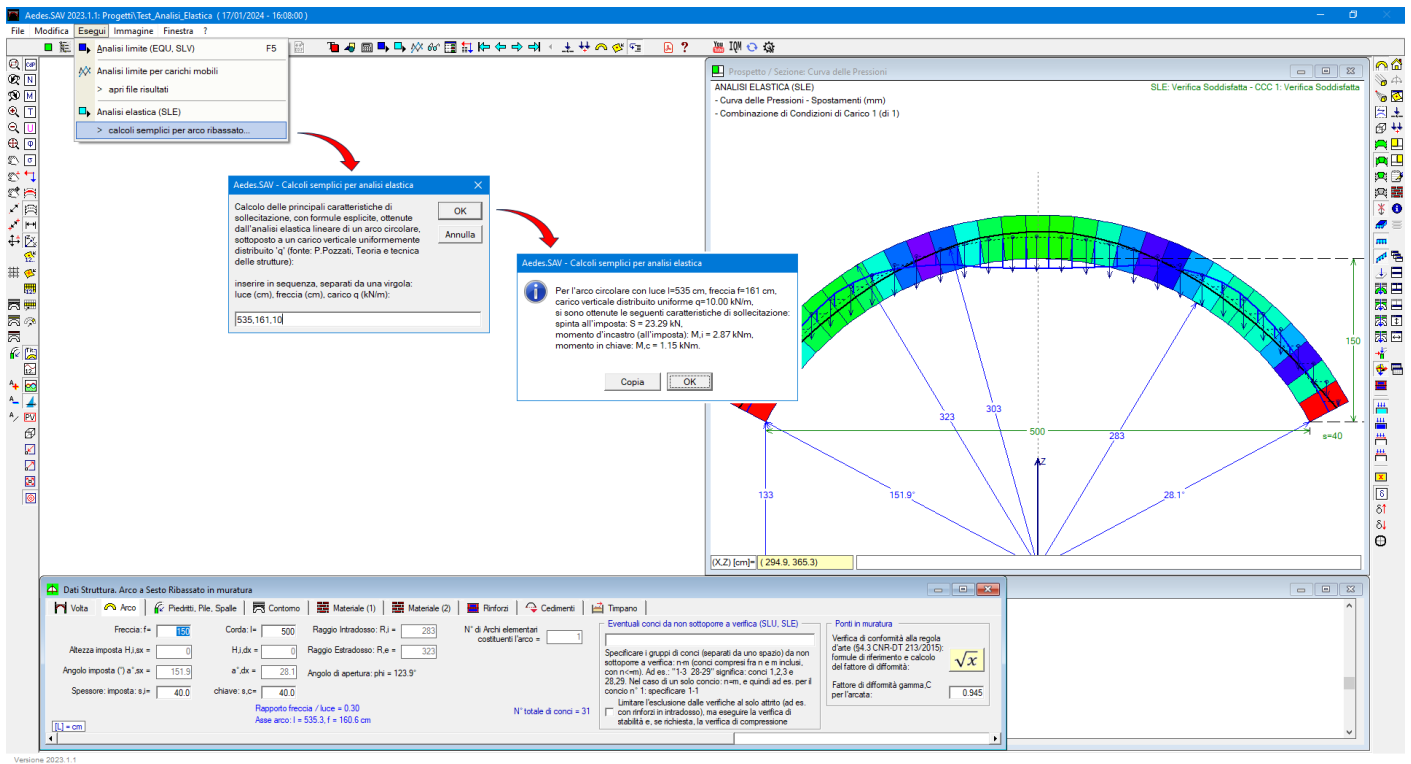 Aedes.SAV 2023.1.1: Progetti\Test_Analisi_Elastica ( 17/01/2024 - 16:08:00 )
File Modifica Esegui Immagine Finestra ?
Analisi limite (EQU, SLV) F5
Analisi limite per carichi mobili
> apri file risultati
Analisi elastica (SLE)
> calcoli semplici per arco ribassato...
Aedes.SAV - Calcoli semplici per analisi elastica
Calcolo delle principali caratteristiche di
sollecitazione, con formule esplicite, ottenute
dall'analisi elastica lineare di un arco circolare,
sottoposto a un carico verticale uniformemente
distribuito 'q' (fonte: P.Pozzati, Teoria e tecnica
delle strutture):
inserire in sequenza, separati da una virgola:
luce (cm), freccia (cm), carico q (kN/m):
OK
Annulla
535,161,10
Aedes.SAV - Calcoli semplici per analisi elastica
Per l'arco circolare con luce l=535 cm, freccia f=161 cm,
carico verticale distribuito uniforme q=10.00 kN/m,
si sono ottenute le seguenti caratteristiche di sollecitazione:
spinta all'imposta: S = 23.29 kN,
momento d'incastro (all'imposta): M,i = 2.87 kNm,
momento in chiave: M,c = 1.15 kNm.
Copia OK
Prospetto / Sezione: Curva delle Pressioni
ANALISI ELASTICA (SLE)
SLE: Verifica Soddisfatta - CCC 1: Verifica Soddisfatta
- Curva delle Pressioni - Spostamenti (mm)
- Combinazione di Condizioni di Carico 1 (di 1)
150
323
303
500
283
s=40
Z
133
151.9°
28.1°
(X,Z) [cm]= ( 294.9, 365.3)
Dati Struttura. Arco a Sesto Ribassato in muratura
Volta Arco Piedritti, Pile, Spalle Contorno Materiale (1) Materiale (2) Rinforzi Cedimenti Timpano
Freccia: f= 150 Corda: l= 500 Raggio Intradosso: R,i = 283
Altezza imposta H,i,sx = 0 H,i,dx = 0 Raggio Estradosso: R,e = 323
Angolo imposta (°) a°,sx = 151.9 a°,dx = 28.1 Angolo di apertura: phi = 123.9°
Spessore: imposta: s,i= 40.0 chiave: s,c= 40.0
Rapporto freccia / luce = 0.30
Asse arco: l = 535.3, f = 160.6 cm
[L] = cm
N° di Archi elementari
costituenti l'arco = 1
N° totale di conci = 31
Eventuali conci da non sottoporre a verifica (SLU, SLE)
Specificare i gruppi di conci (separati da uno spazio) da non
sottoporre a verifica: n-m (conci compresi fra n e m inclusi,
con n<=m). Ad es.: "1-3 28-29" significa: conci 1,2,3 e
28,29. Nel caso di un solo concio: n=m, e quindi ad es. per il
concio n° 1: specificare 1-1
Limitare l'esclusione dalle verifiche al solo attrito (ad es.
con rinforzi in intradosso), ma eseguire la verifica di
stabilità e, se richiesta, la verifica di compressione
Ponti in muratura
Verifica di conformità alla regola
d'arte (§4.3 CNR-DT 213/2015):
formule di riferimento e calcolo
del fattore di difformità:
√x
Fattore di difformità gamma,C
per l'arcata: 0.945
Versione 2023.1.1